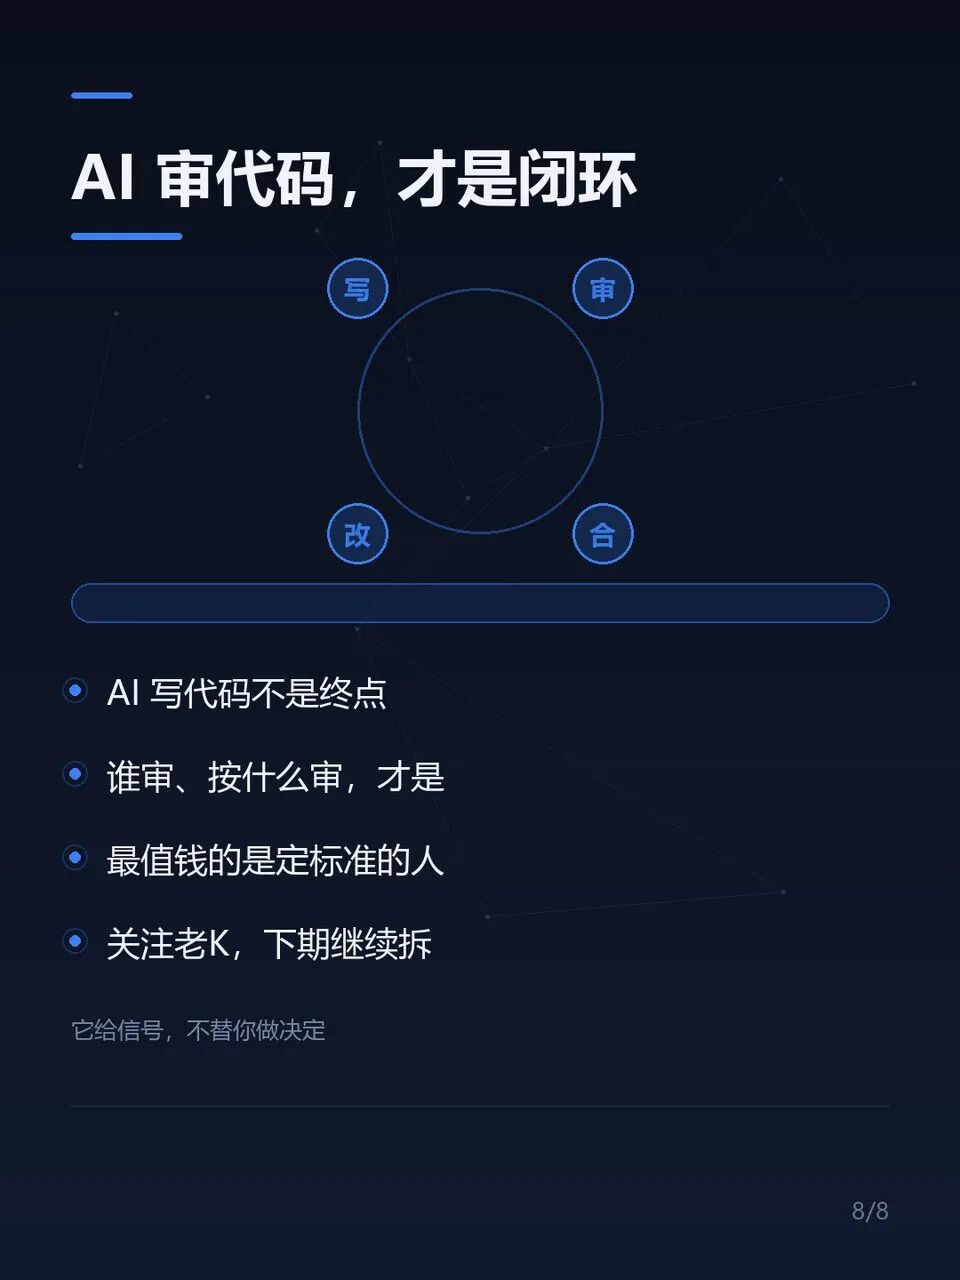 AI 审代码，才是闭环
写
审
改
合
AI 写代码不是终点
谁审、按什么审，才是
最值钱的是定标准的人
关注老K，下期继续拆
它给信号，不替你做决定
8/8